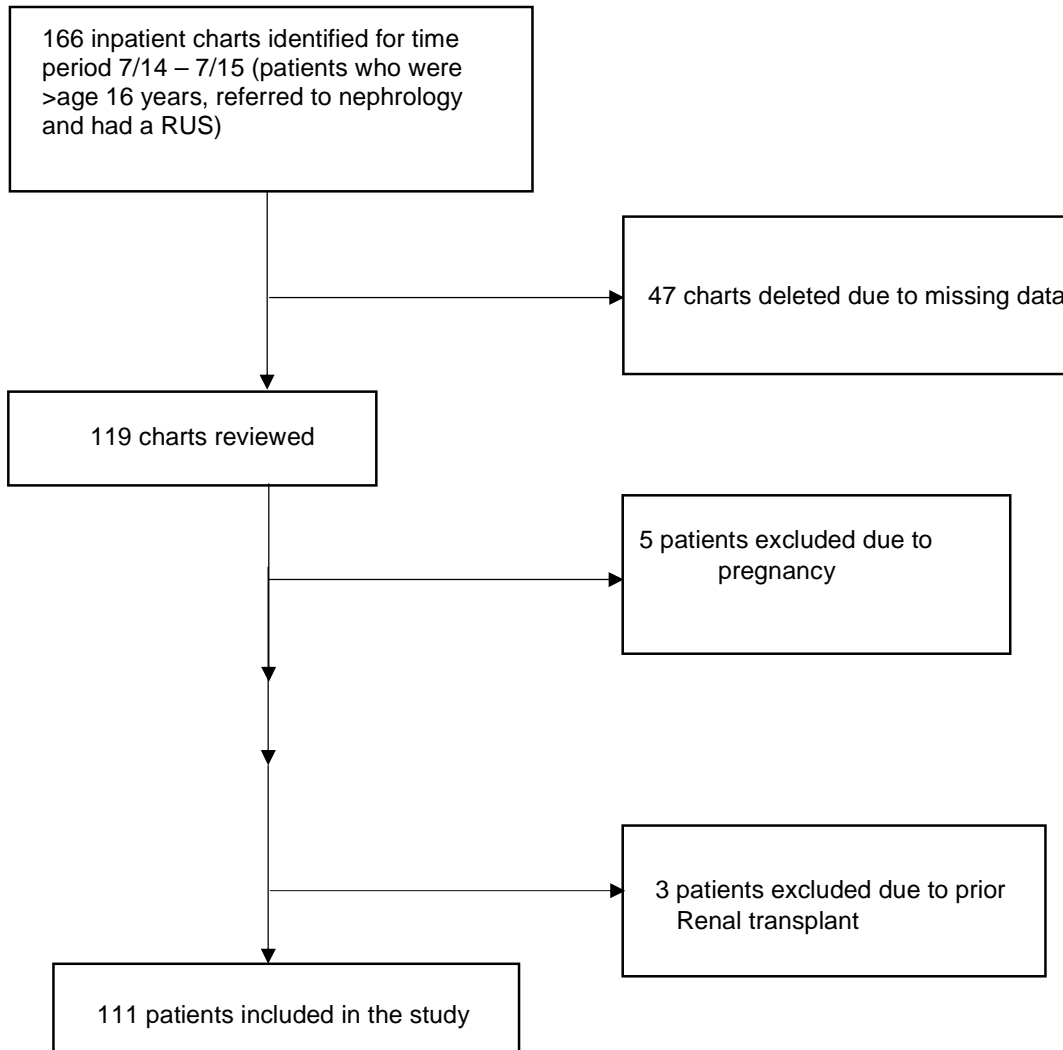 166 inpatient charts identified for time
period 7/14 – 7/15 (patients who were
>age 16 years, referred to nephrology
and had a RUS)
47 charts deleted due to missing data
119 charts reviewed
5 patients excluded due to
pregnancy
3 patients excluded due to prior
Renal transplant
111 patients included in the study